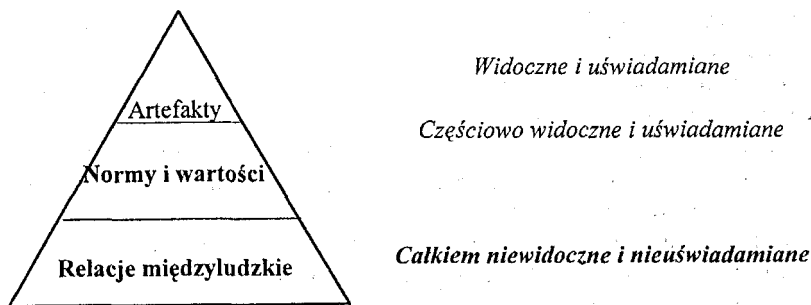 Widoczne i uświadamiane
Artefakty
Częściowo widoczne i uświadamiane
Normy i wartości
Relacje międzyludzkie
Całkiem niewidoczne i nieuświadamiane